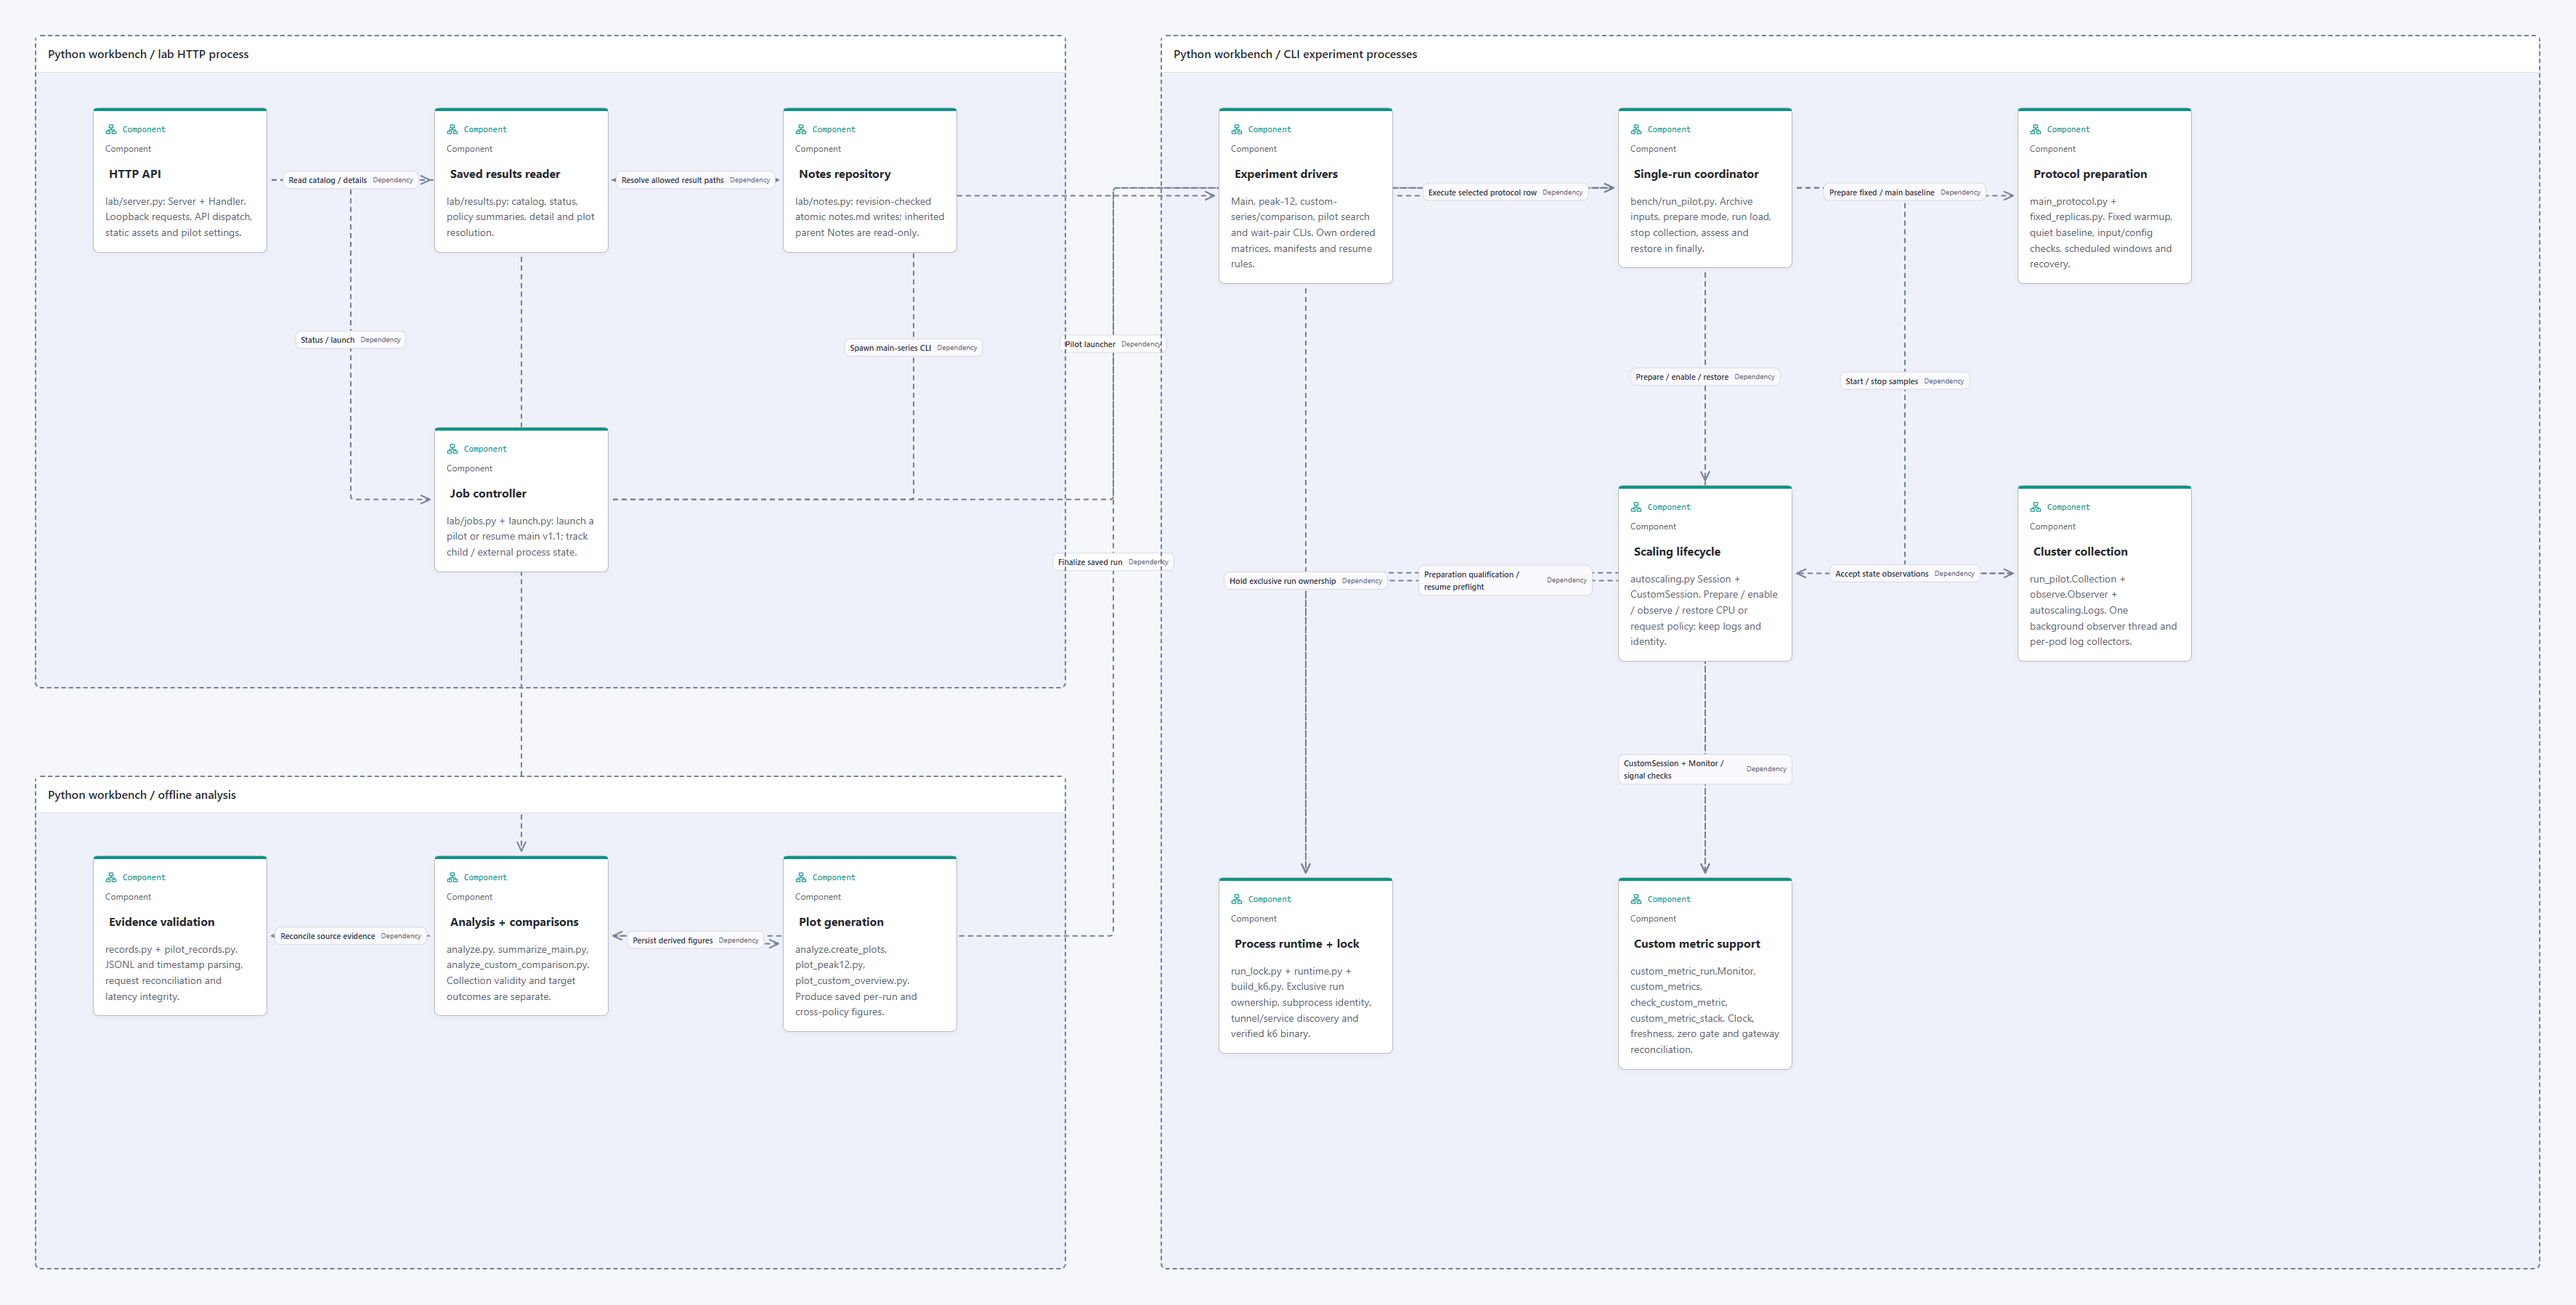 Python workbench / lab HTTP process
Component
Component
HTTP API
lab/server.py: Server + Handler.
Loopback requests, API dispatch,
static assets and pilot settings.
Read catalog / details Dependency
Component
Component
Saved results reader
lab/results.py: catalog, status,
policy summaries, detail and plot
resolution.
Resolve allowed result paths Dependency
Component
Component
Notes repository
lab/notes.py: revision-checked
atomic notes.md writes; inherited
parent Notes are read-only.
Status / launch Dependency
Spawn main-series CLI Dependency
Pilot launcher Dependency
Component
Component
Job controller
lab/jobs.py + launch.py: launch a
pilot or resume main v1.1; track
child / external process state.
Finalize saved run Dependency
Python workbench / CLI experiment processes
Component
Component
Experiment drivers
Main, peak-12, custom-
series/comparison, pilot search
and wait-pair CLIs. Own ordered
matrices, manifests and resume
rules.
Execute selected protocol row Dependency
Component
Component
Single-run coordinator
bench/run_pilot.py. Archive
inputs, prepare mode, run load,
stop collection, assess and
restore in finally.
Prepare fixed / main baseline Dependency
Component
Component
Protocol preparation
main_protocol.py +
fixed_replicas.py. Fixed warmup,
quiet baseline, input/config
checks, scheduled windows and
recovery.
Prepare / enable / restore Dependency
Start / stop samples Dependency
Hold exclusive run ownership Dependency
Preparation qualification /
resume preflight
Dependency
Component
Component
Scaling lifecycle
autoscaling.py Session +
CustomSession. Prepare / enable
/ observe / restore CPU or
request policy; keep logs and
identity.
Accept state observations Dependency
Component
Component
Cluster collection
run_pilot.Collection +
observe.Observer +
autoscaling.Logs. One
background observer thread and
per-pod log collectors.
CustomSession + Monitor /
signal checks
Dependency
Component
Component
Process runtime + lock
run_lock.py + runtime.py +
build_k6.py. Exclusive run
ownership, subprocess identity,
tunnel/service discovery and
verified k6 binary.
Component
Component
Custom metric support
custom_metric_run.Monitor,
custom_metrics,
check_custom_metric,
custom_metric_stack. Clock,
freshness, zero gate and gateway
reconciliation.
Python workbench / offline analysis
Component
Component
Evidence validation
records.py + pilot_records.py.
JSONL and timestamp parsing,
request reconciliation and
latency integrity.
Reconcile source evidence Dependency
Component
Component
Analysis + comparisons
analyze.py, summarize_main.py,
analyze_custom_comparison.py.
Collection validity and target
outcomes are separate.
Persist derived figures Dependency
Component
Component
Plot generation
analyze.create_plots,
plot_peak12.py,
plot_custom_overview.py.
Produce saved per-run and
cross-policy figures.